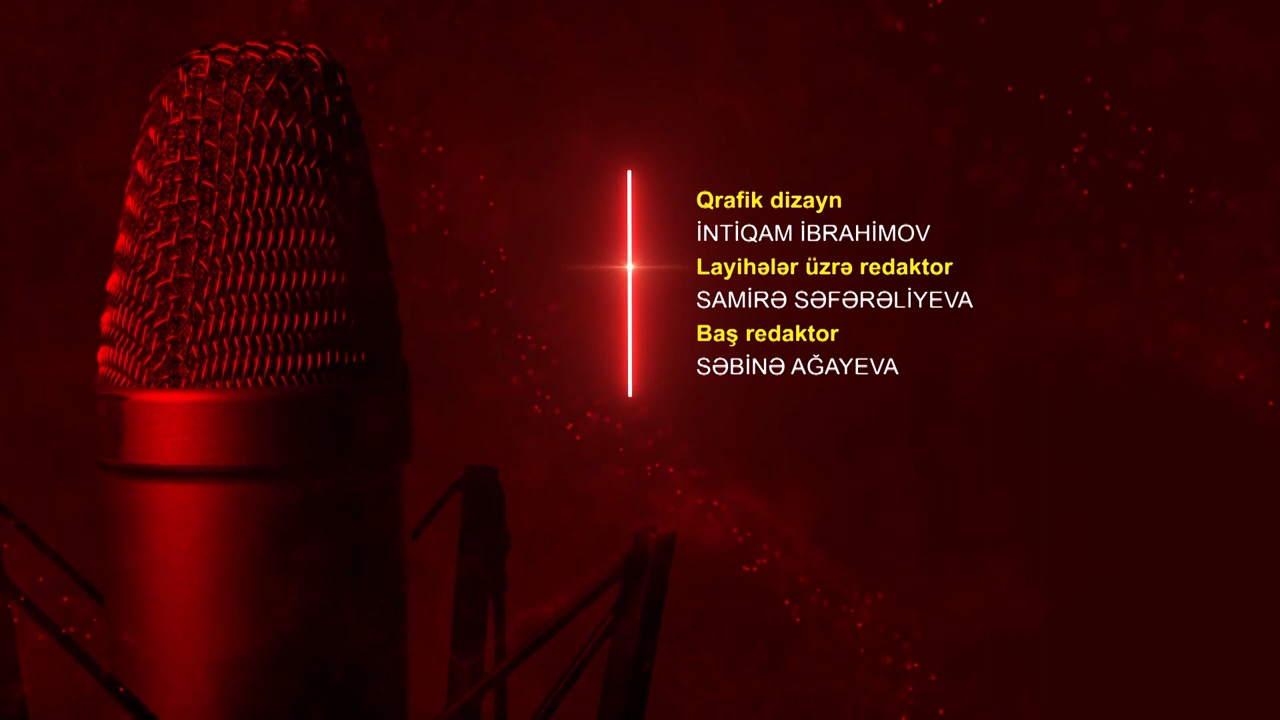 Qrafik dizayn
İNTİQAM İBRAHİMOV
Layihələr üzrə redaktor
SAMİRƏ SƏFƏRƏLİYEVA
Baş redaktor
SƏBİNƏ AĞAYEVA